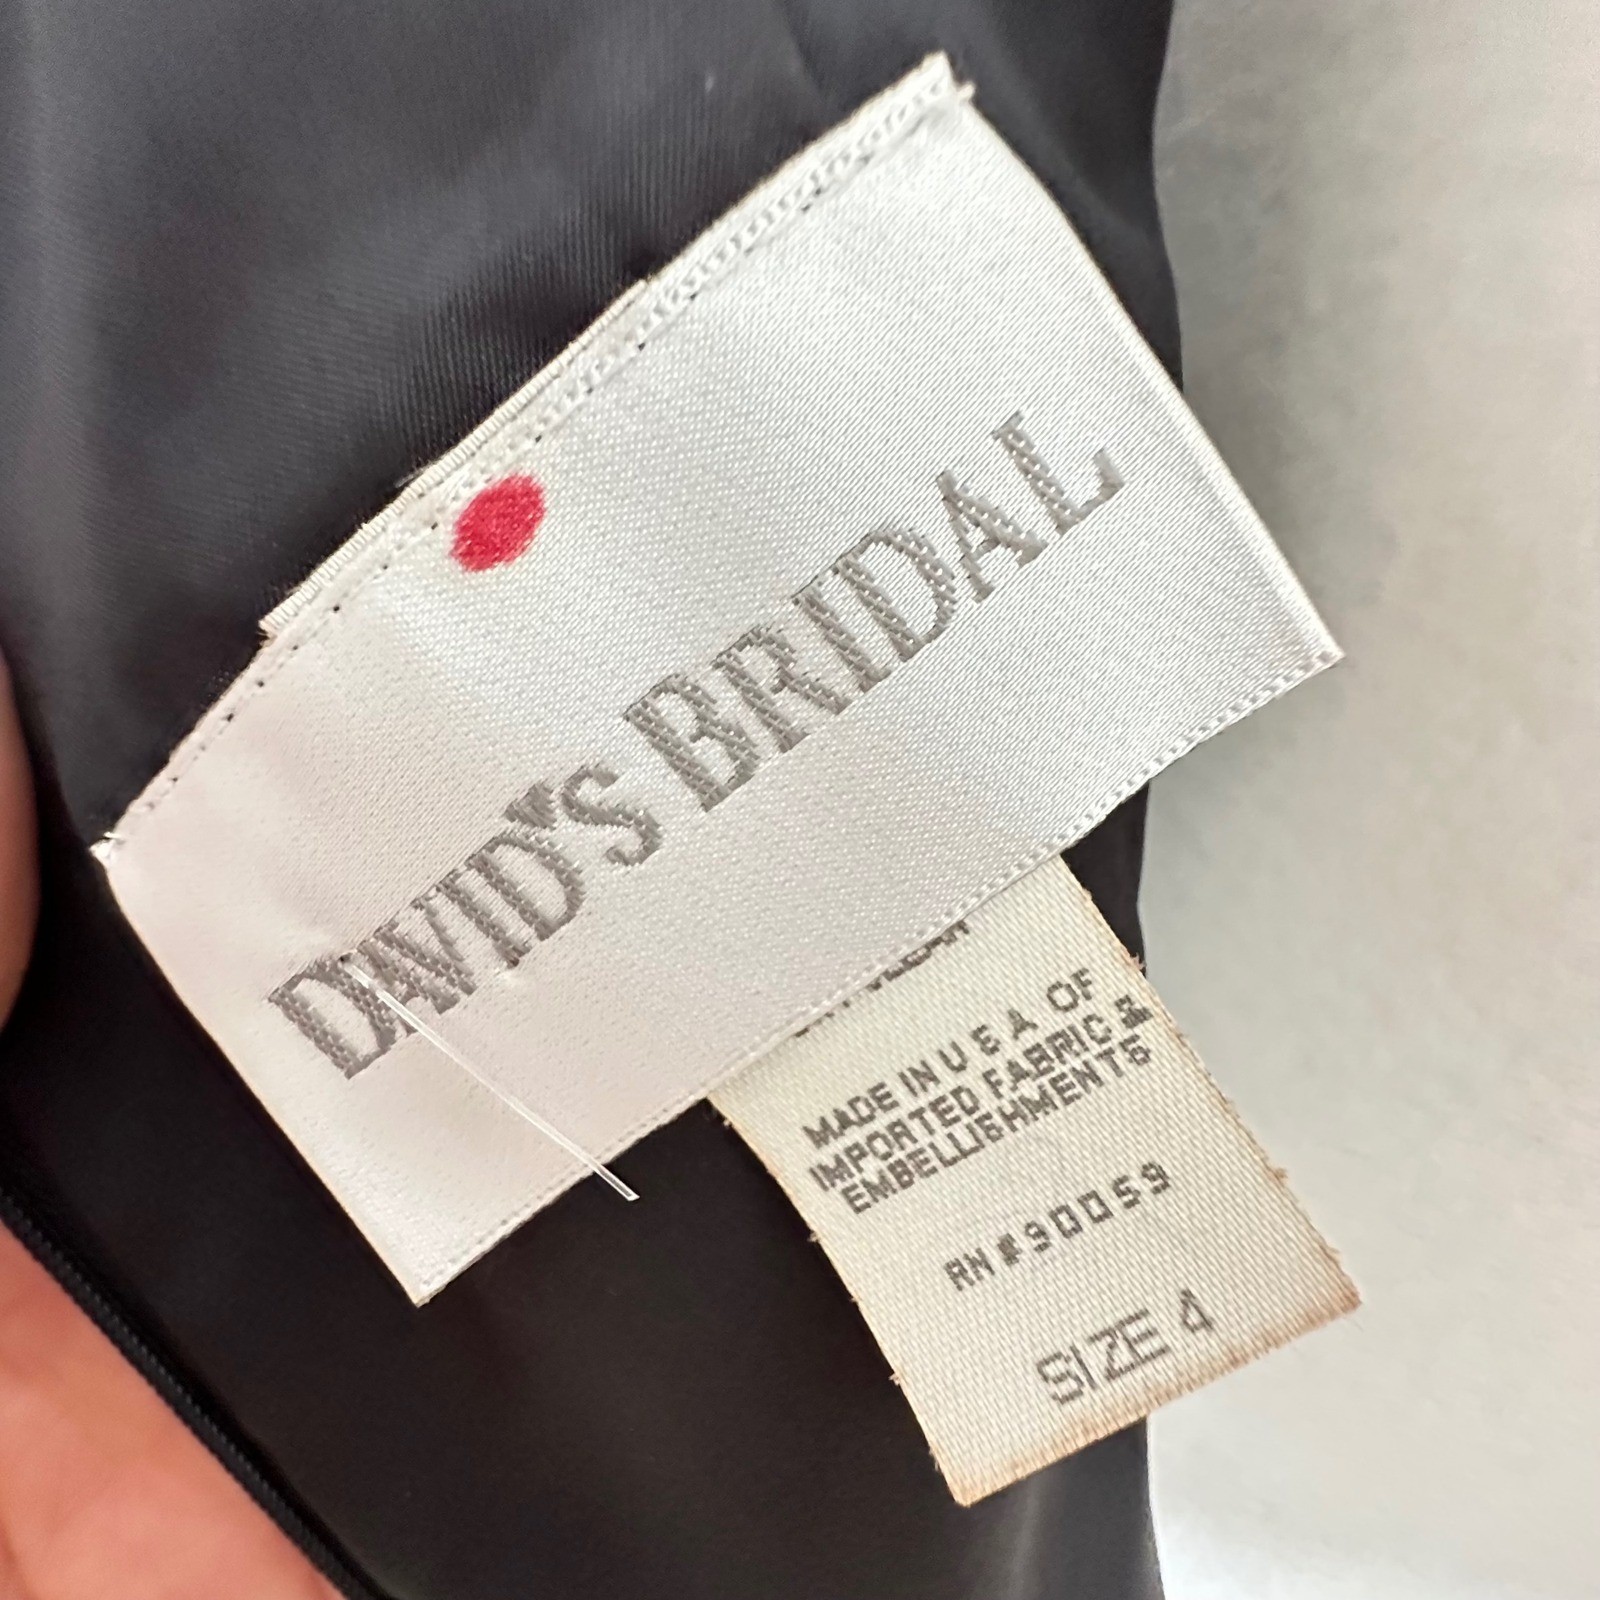 DAVID'S BRIDAL
MADE IN U S A OF
IMPORTED FABRIC &
EMBELLISHMENTS
RN #90059
SIZE 4